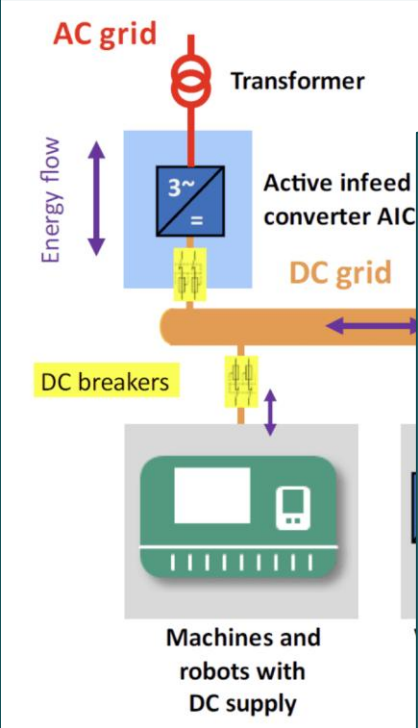 AC grid
Transformer
Energy flow
3~
=
Active infeed
converter AIC
DC grid
DC breakers
Machines and
robots with
DC supply